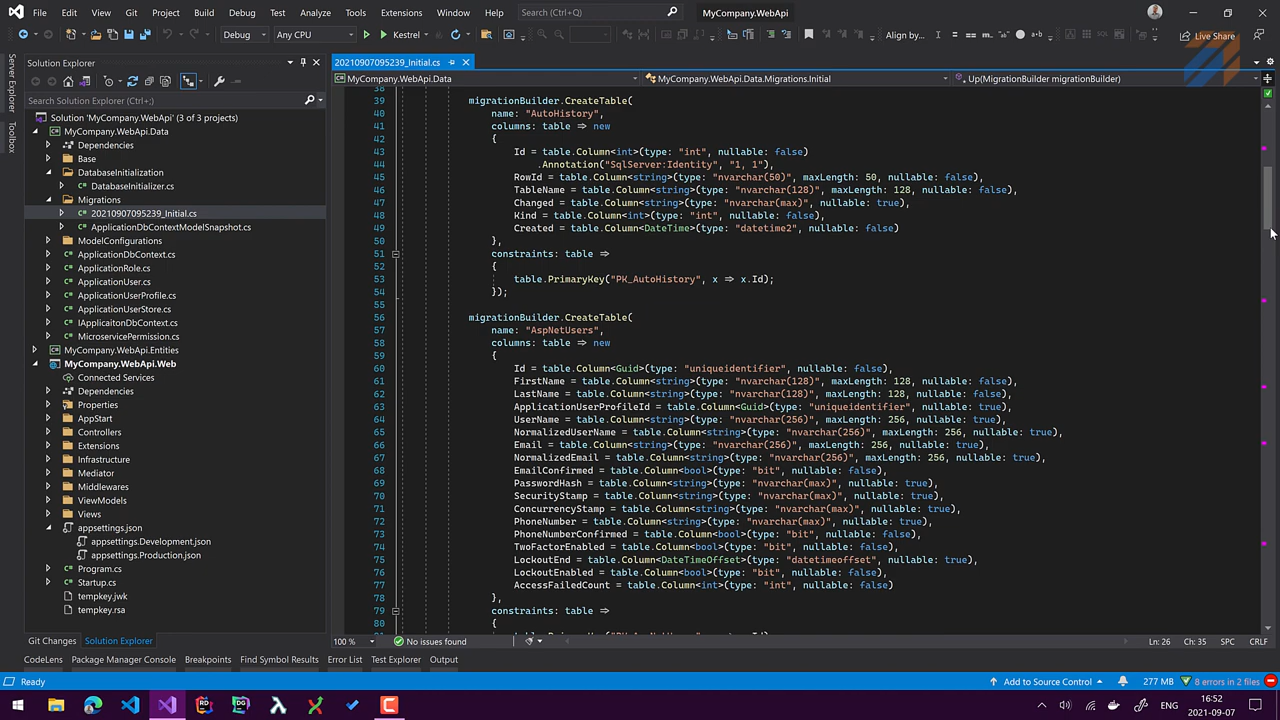 File Edit View Git Project Build Debug Test Analyze Tools Extensions Window Help Search (Ctrl+Q) MyCompany.WebApi
Debug Any CPU Kestrel Align by... Live Share
Server Explorer
Toolbox
Solution Explorer
Search Solution Explorer (Ctrl+;)
Solution 'MyCompany.WebApi' (3 of 3 projects)
MyCompany.WebApi.Data
Dependencies
Base
DatabaseInitialization
DatabaseInitializer.cs
Migrations
20210907095239_Initial.cs
ApplicationDbContextModelSnapshot.cs
ModelConfigurations
ApplicationDbContext.cs
ApplicationRole.cs
ApplicationUser.cs
ApplicationUserProfile.cs
ApplicationUserStore.cs
IApplicaitonDbContext.cs
MicroservicePermission.cs
MyCompany.WebApi.Entities
MyCompany.WebApi.Web
Connected Services
Dependencies
Properties
AppStart
Controllers
Extensions
Infrastructure
Mediator
Middlewares
ViewModels
Views
appsettings.json
appsettings.Development.json
appsettings.Production.json
Program.cs
Startup.cs
tempkey.jwk
tempkey.rsa
Git Changes Solution Explorer
20210907095239_Initial.cs
MyCompany.WebApi.Data MyCompany.WebApi.Data.Migrations.Initial Up(MigrationBuilder migrationBuilder)
38
39 migrationBuilder.CreateTable(
40 name: "AutoHistory",
41 columns: table => new
42 {
43 Id = table.Column<int>(type: "int", nullable: false)
44 .Annotation("SqlServer:Identity", "1, 1"),
45 RowId = table.Column<string>(type: "nvarchar(50)", maxLength: 50, nullable: false),
46 TableName = table.Column<string>(type: "nvarchar(128)", maxLength: 128, nullable: false),
47 Changed = table.Column<string>(type: "nvarchar(max)", nullable: true),
48 Kind = table.Column<int>(type: "int", nullable: false),
49 Created = table.Column<DateTime>(type: "datetime2", nullable: false)
50 },
51 constraints: table =>
52 {
53 table.PrimaryKey("PK_AutoHistory", x => x.Id);
54 });
55
56 migrationBuilder.CreateTable(
57 name: "AspNetUsers",
58 columns: table => new
59 {
60 Id = table.Column<Guid>(type: "uniqueidentifier", nullable: false),
61 FirstName = table.Column<string>(type: "nvarchar(128)", maxLength: 128, nullable: false),
62 LastName = table.Column<string>(type: "nvarchar(128)", maxLength: 128, nullable: false),
63 ApplicationUserProfileId = table.Column<Guid>(type: "uniqueidentifier", nullable: true),
64 UserName = table.Column<string>(type: "nvarchar(256)", maxLength: 256, nullable: true),
65 NormalizedUserName = table.Column<string>(type: "nvarchar(256)", maxLength: 256, nullable: true),
66 Email = table.Column<string>(type: "nvarchar(256)", maxLength: 256, nullable: true),
67 NormalizedEmail = table.Column<string>(type: "nvarchar(256)", maxLength: 256, nullable: true),
68 EmailConfirmed = table.Column<bool>(type: "bit", nullable: false),
69 PasswordHash = table.Column<string>(type: "nvarchar(max)", nullable: true),
70 SecurityStamp = table.Column<string>(type: "nvarchar(max)", nullable: true),
71 ConcurrencyStamp = table.Column<string>(type: "nvarchar(max)", nullable: true),
72 PhoneNumber = table.Column<string>(type: "nvarchar(max)", nullable: true),
73 PhoneNumberConfirmed = table.Column<bool>(type: "bit", nullable: false),
74 TwoFactorEnabled = table.Column<bool>(type: "bit", nullable: false),
75 LockoutEnd = table.Column<DateTimeOffset>(type: "datetimeoffset", nullable: true),
76 LockoutEnabled = table.Column<bool>(type: "bit", nullable: false),
77 AccessFailedCount = table.Column<int>(type: "int", nullable: false)
78 },
79 constraints: table =>
80 {
100 % No issues found Ln: 26 Ch: 35 SPC CRLF
CodeLens Package Manager Console Breakpoints Find Symbol Results Error List Test Explorer Output
Ready Add to Source Control 277 MB 8 errors in 2 files
ENG 16:52
2021-09-07